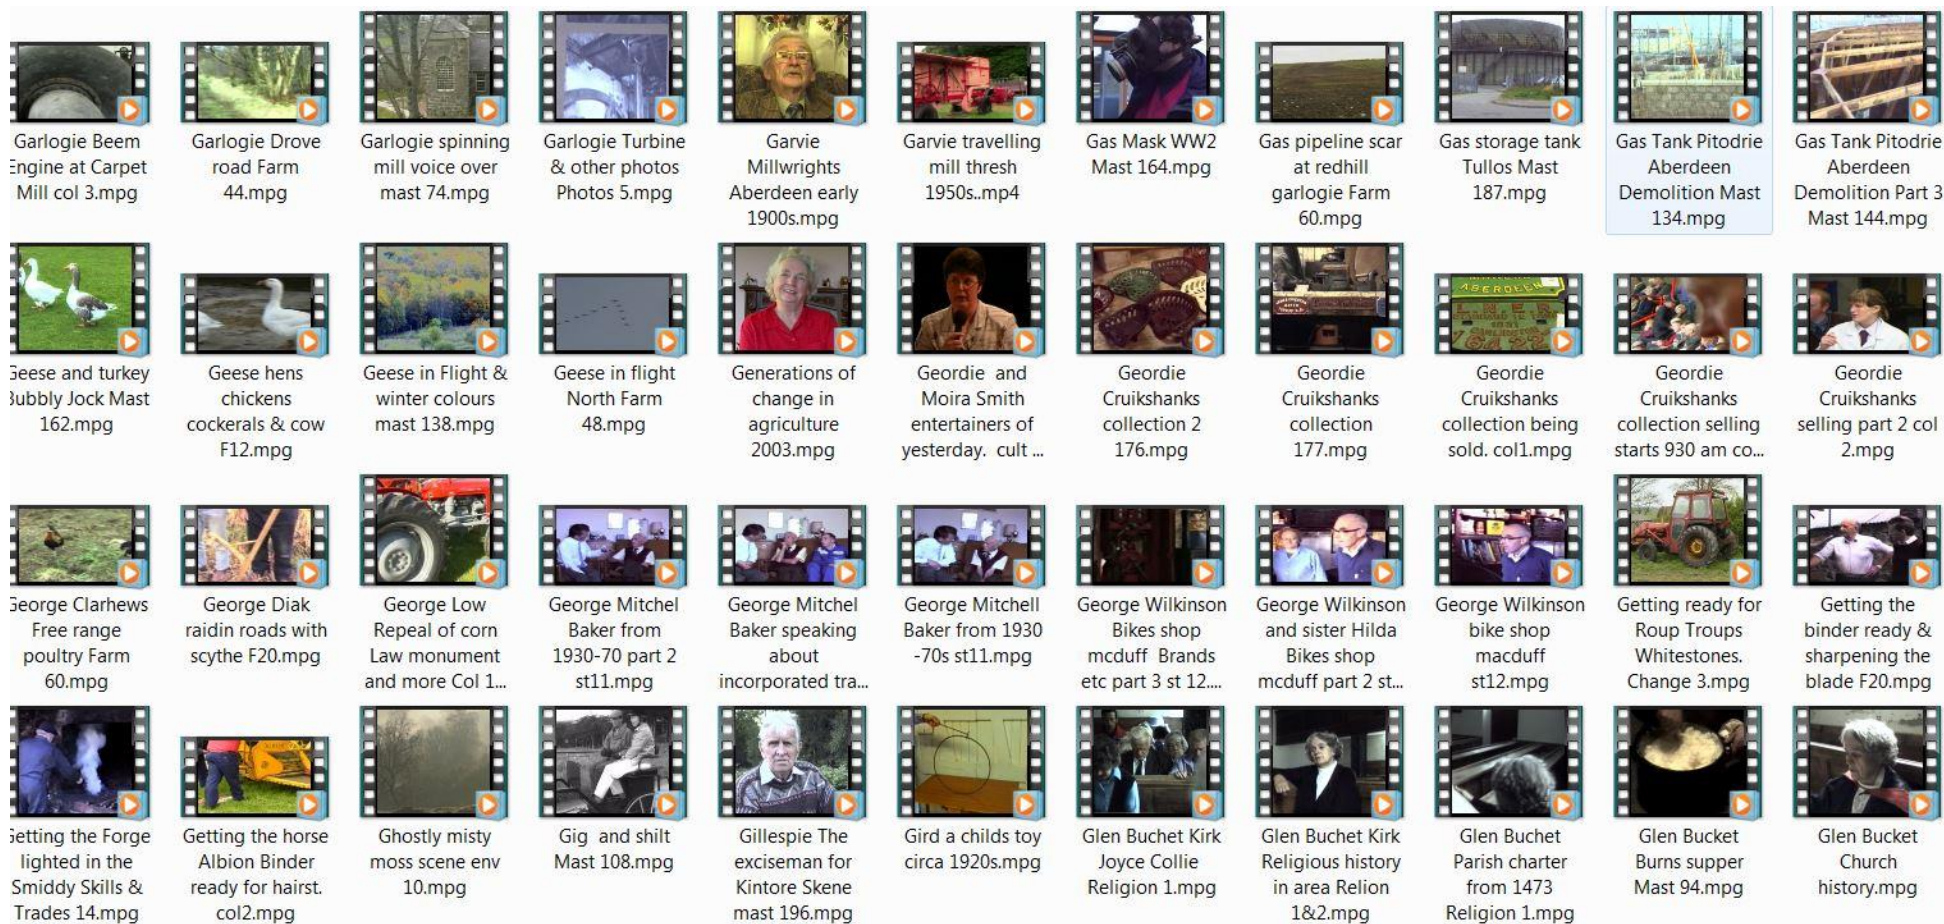 Garlogie Beem
Engine at Carpet
Mill col 3.mpg
Garlogie Drove
road Farm
44.mpg
Garlogie spinning
mill voice over
mast 74.mpg
Garlogie Turbine
& other photos
Photos 5.mpg
Garvie
Millwrights
Aberdeen early
1900s.mpg
Garvie travelling
mill thresh
1950s..mp4
Gas Mask WW2
Mast 164.mpg
Gas pipeline scar
at redhill
garlogie Farm
60.mpg
Gas storage tank
Tullos Mast
187.mpg
Gas Tank Pitodrie
Aberdeen
Demolition Mast
134.mpg
Gas Tank Pitodrie
Aberdeen
Demolition Part 3
Mast 144.mpg
ABERDEEN
Geese and turkey
Bubbly Jock Mast
162.mpg
Geese hens
chickens
cockerals & cow
F12.mpg
Geese in Flight &
winter colours
mast 138.mpg
Geese in flight
North Farm
48.mpg
Generations of
change in
agriculture
2003.mpg
Geordie and
Moira Smith
entertainers of
yesterday. cult ...
Geordie
Cruikshanks
collection 2
176.mpg
Geordie
Cruikshanks
collection
177.mpg
Geordie
Cruikshanks
collection being
sold. col1.mpg
Geordie
Cruikshanks
collection selling
starts 930 am co...
Geordie
Cruikshanks
selling part 2 col
2.mpg
George Clarhews
Free range
poultry Farm
60.mpg
George Diak
raidin roads with
scythe F20.mpg
George Low
Repeal of corn
Law monument
and more Col 1...
George Mitchel
Baker from
1930-70 part 2
st11.mpg
George Mitchel
Baker speaking
about
incorporated tra...
George Mitchell
Baker from 1930
-70s st11.mpg
George Wilkinson
Bikes shop
mcduff Brands
etc part 3 st 12....
George Wilkinson
and sister Hilda
Bikes shop
mcduff part 2 st...
George Wilkinson
bike shop
macduff
st12.mpg
Getting ready for
Roup Troups
Whitestones.
Change 3.mpg
Getting the
binder ready &
sharpening the
blade F20.mpg
Getting the Forge
lighted in the
Smiddy Skills &
Trades 14.mpg
Getting the horse
Albion Binder
ready for hairst.
col2.mpg
Ghostly misty
moss scene env
10.mpg
Gig and shilt
Mast 108.mpg
Gillespie The
exciseman for
Kintore Skene
mast 196.mpg
Gird a childs toy
circa 1920s.mpg
Glen Buchet Kirk
Joyce Collie
Religion 1.mpg
Glen Buchet Kirk
Religious history
in area Relion
1&2.mpg
Glen Buchet
Parish charter
from 1473
Religion 1.mpg
Glen Bucket
Burns supper
Mast 94.mpg
Glen Bucket
Church
history.mpg